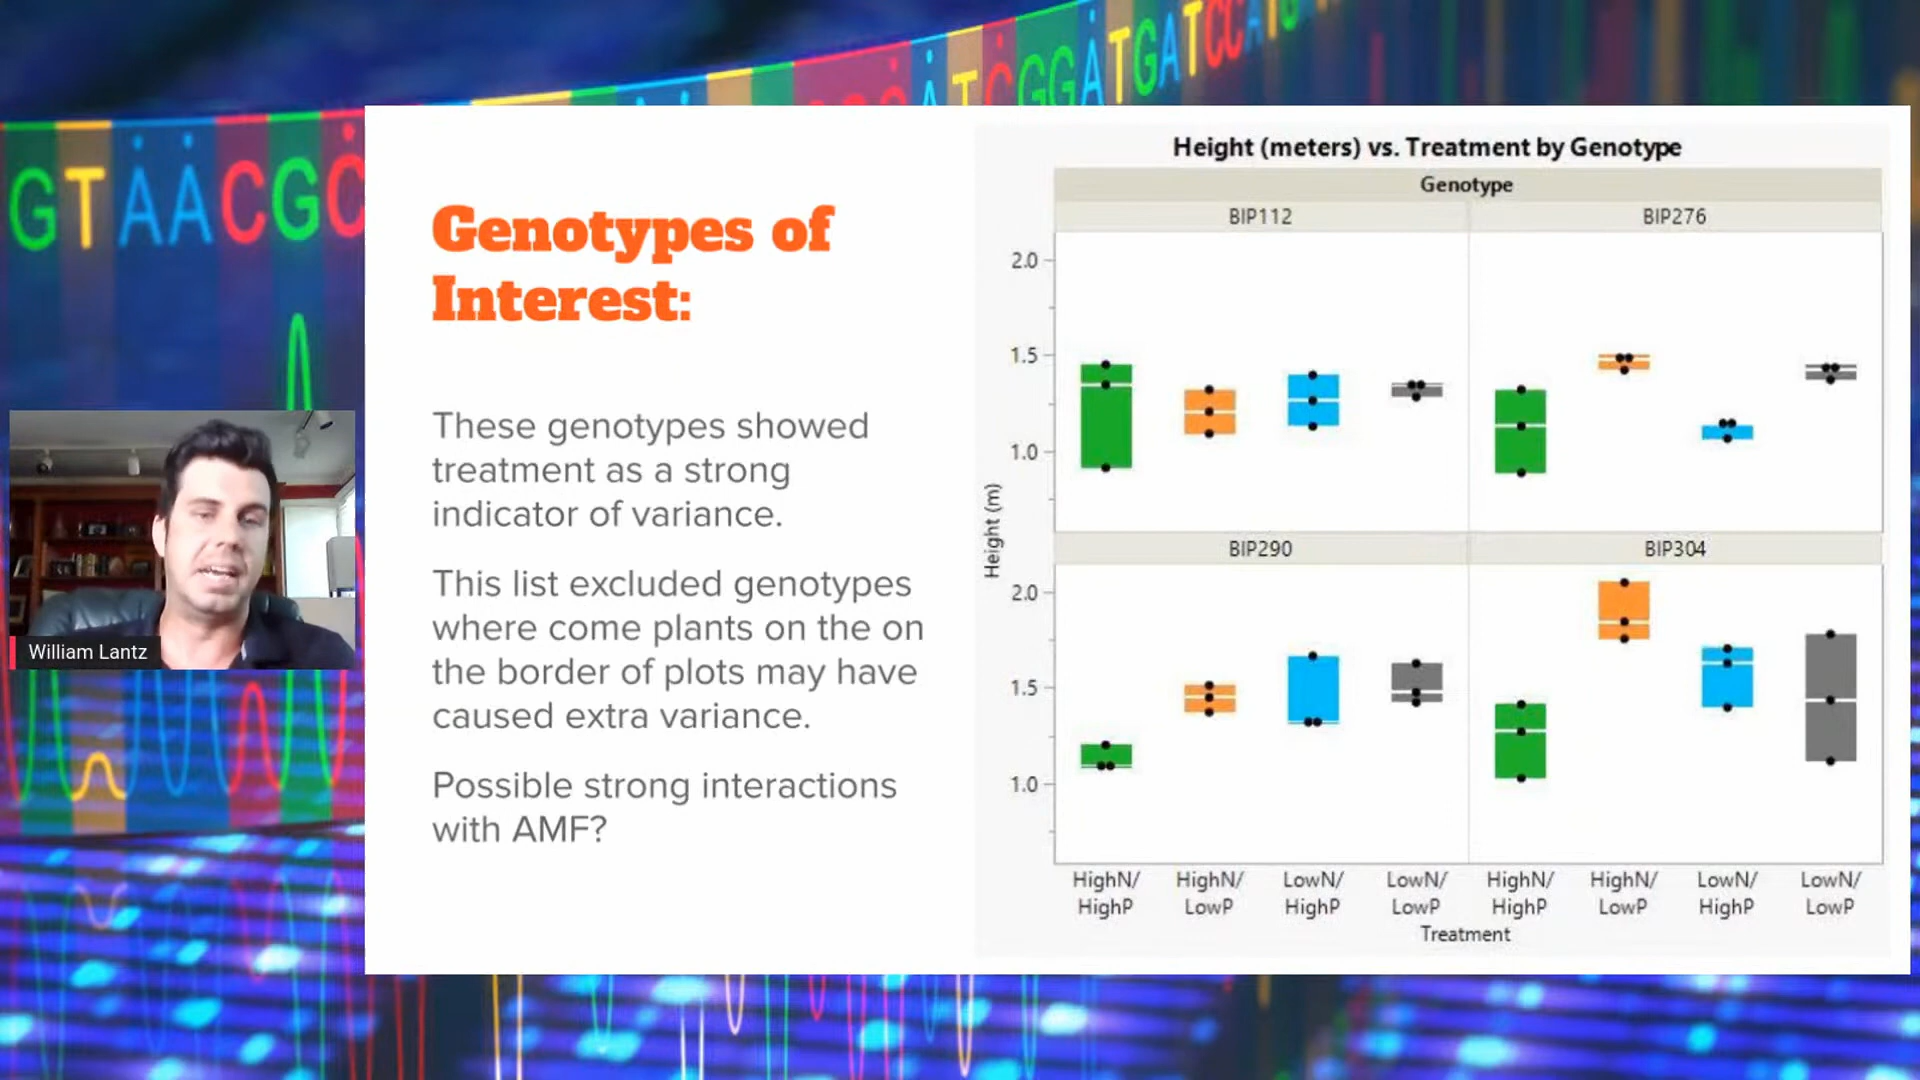 GTAACGC
A T C GGATGATCC
Genotypes of
Interest:
These genotypes showed
treatment as a strong
indicator of variance.
This list excluded genotypes
where come plants on the on
the border of plots may have
caused extra variance.
Possible strong interactions
with AMF?
William Lantz
Height (meters) vs. Treatment by Genotype
Genotype
BIP112 BIP276
2.0
1.5
1.0
Height (m)
BIP290 BIP304
2.0
1.5
1.0
HighN/ HighN/ LowN/ LowN/ HighN/ HighN/ LowN/ LowN/
HighP LowP HighP LowP HighP LowP HighP LowP
Treatment